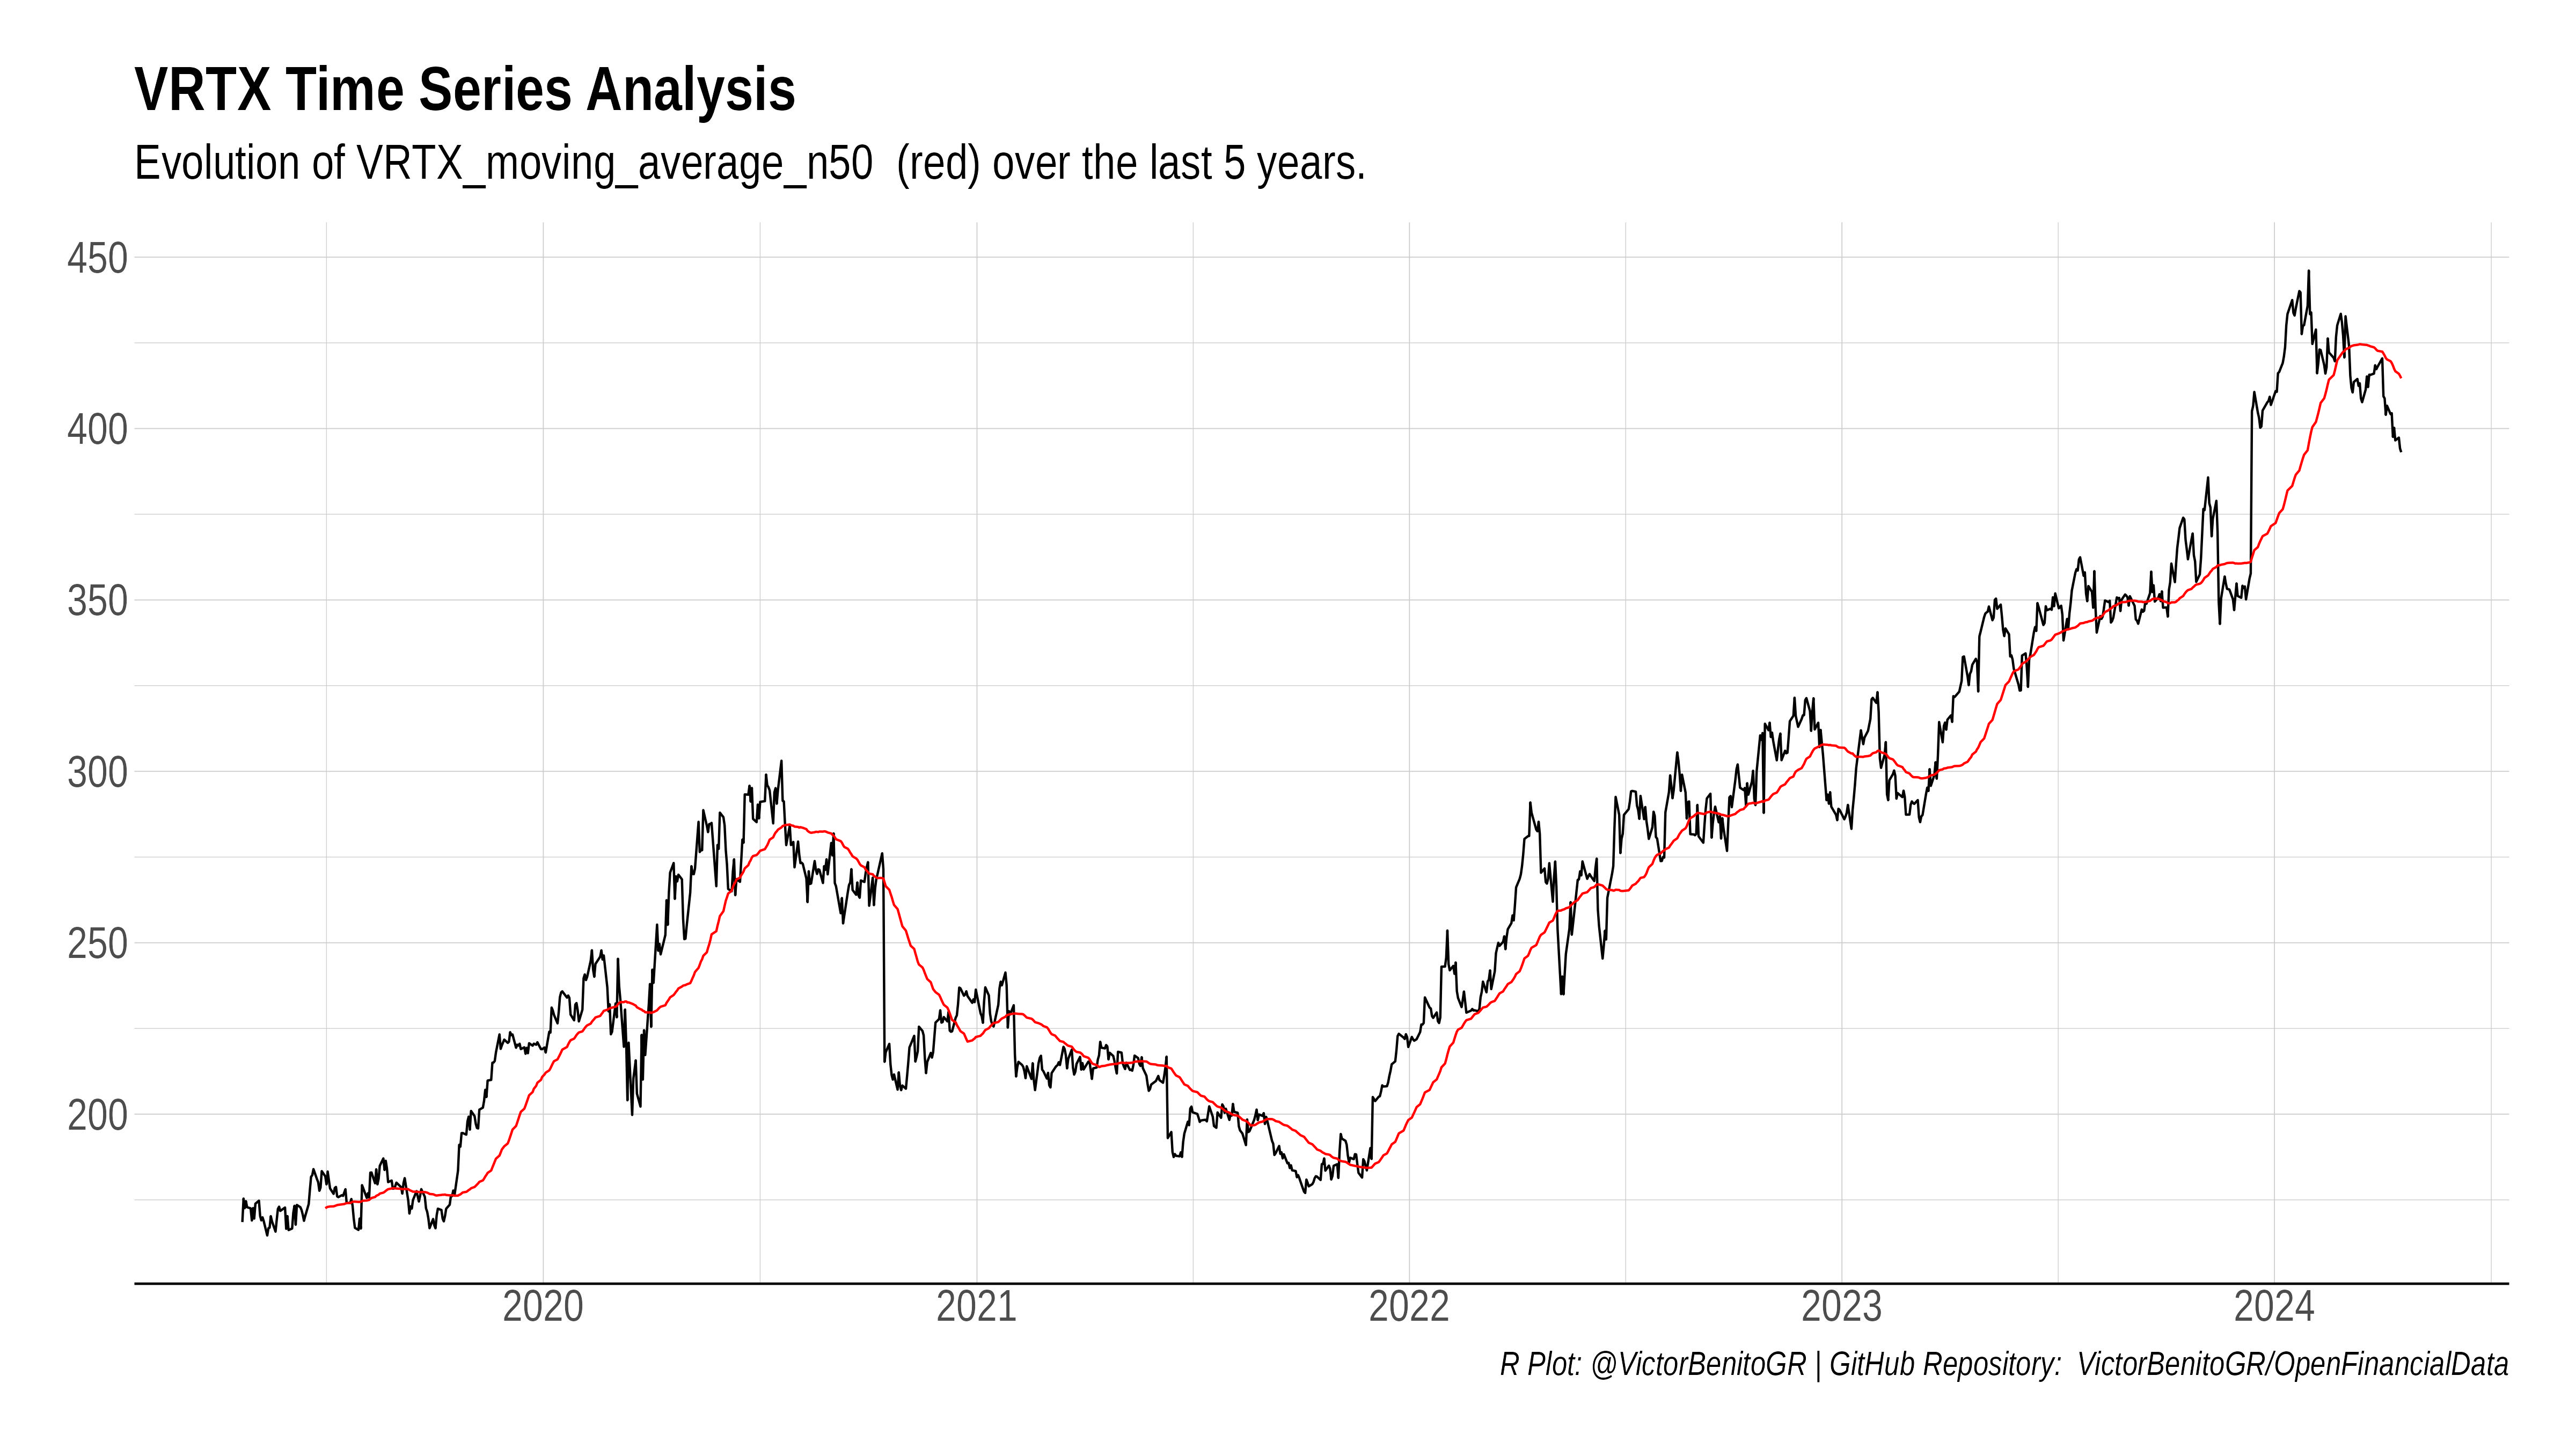 VRTX Time Series Analysis
Evolution of VRTX_moving_average_n50  (red) over the last 5 years.
450
400
350
300
250
200
2020 2021 2022 2023 2024
R Plot: @VictorBenitoGR | GitHub Repository:  VictorBenitoGR/OpenFinancialData